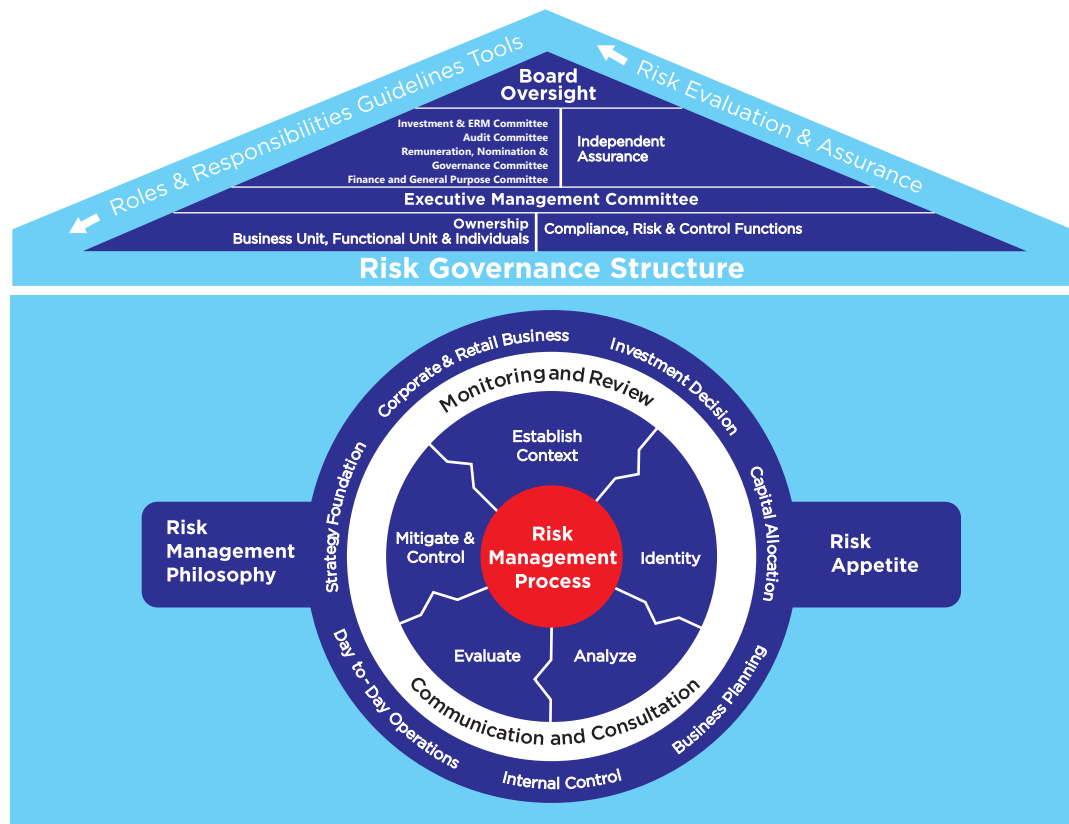 Roles & Responsibilities Guidelines Tools
Risk Evaluation & Assurance
Board
Oversight
Investment & ERM Committee
Audit Committee
Remuneration, Nomination &
Governance Committee
Finance and General Purpose Committee
Independent
Assurance
Executive Management Committee
Ownership
Business Unit, Functional Unit & Individuals
Compliance, Risk & Control Functions
Risk Governance Structure
Corporate & Retail Business
Investment Decision
Capital Allocation
Business Planning
Internal Control
Day to-Day Operations
Strategy Foundation
Monitoring and Review
Communication and Consultation
Establish
Context
Identity
Analyze
Evaluate
Mitigate &
Control
Risk
Management
Process
Risk
Management
Philosophy
Risk
Appetite